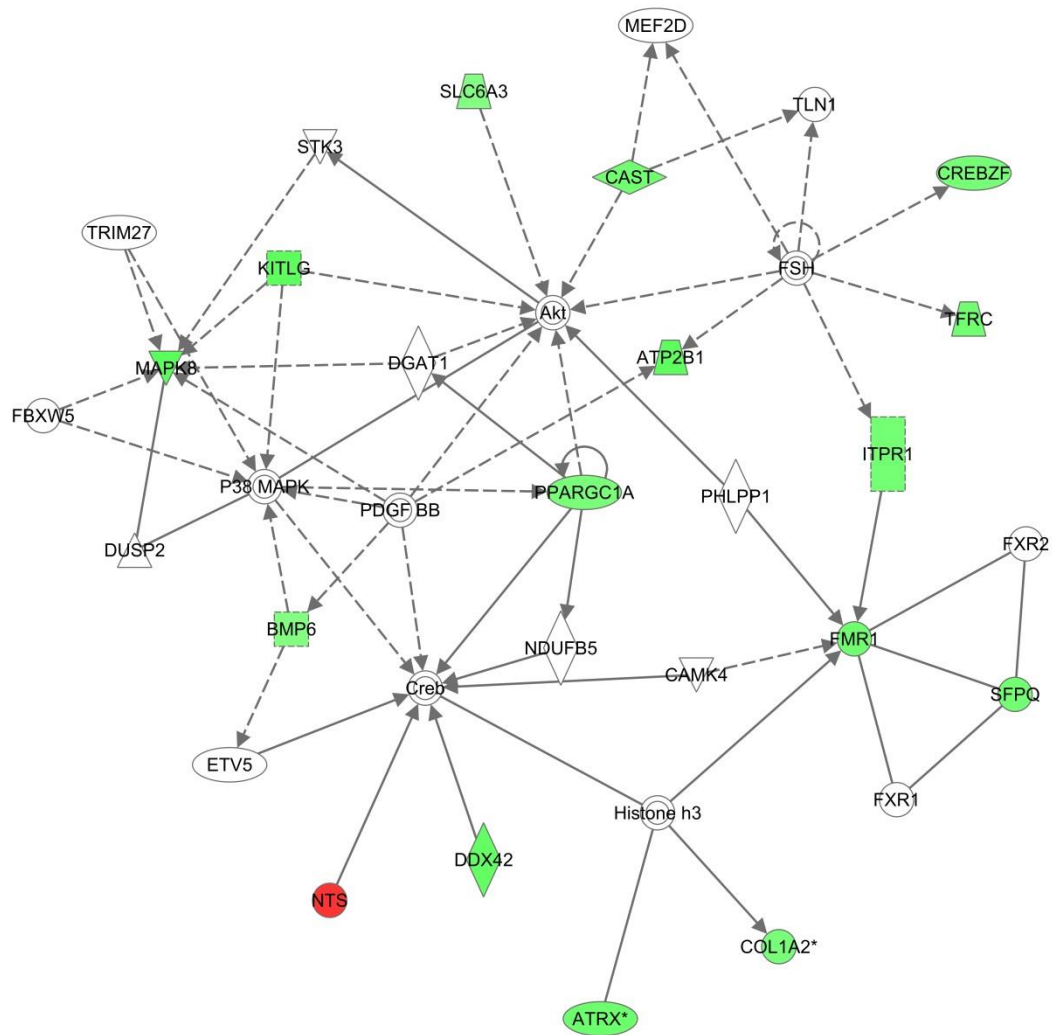 MEF2D
SLC6A3
TLN1
STK3
CAST
CREBZF
TRIM27
KITLG
FSH
Akt
TFRC
ATP2B1
DGAT1
MAPK8
FBXW5
ITPR1
P38 MAPK
PPARGC1A
PHLPP1
PDGF BB
DUSP2
FXR2
BMP6
FMR1
NDUFB5
CAMK4
Creb
SFPQ
ETV5
FXR1
Histone h3
DDX42
NTS
COL1A2*
ATRX*